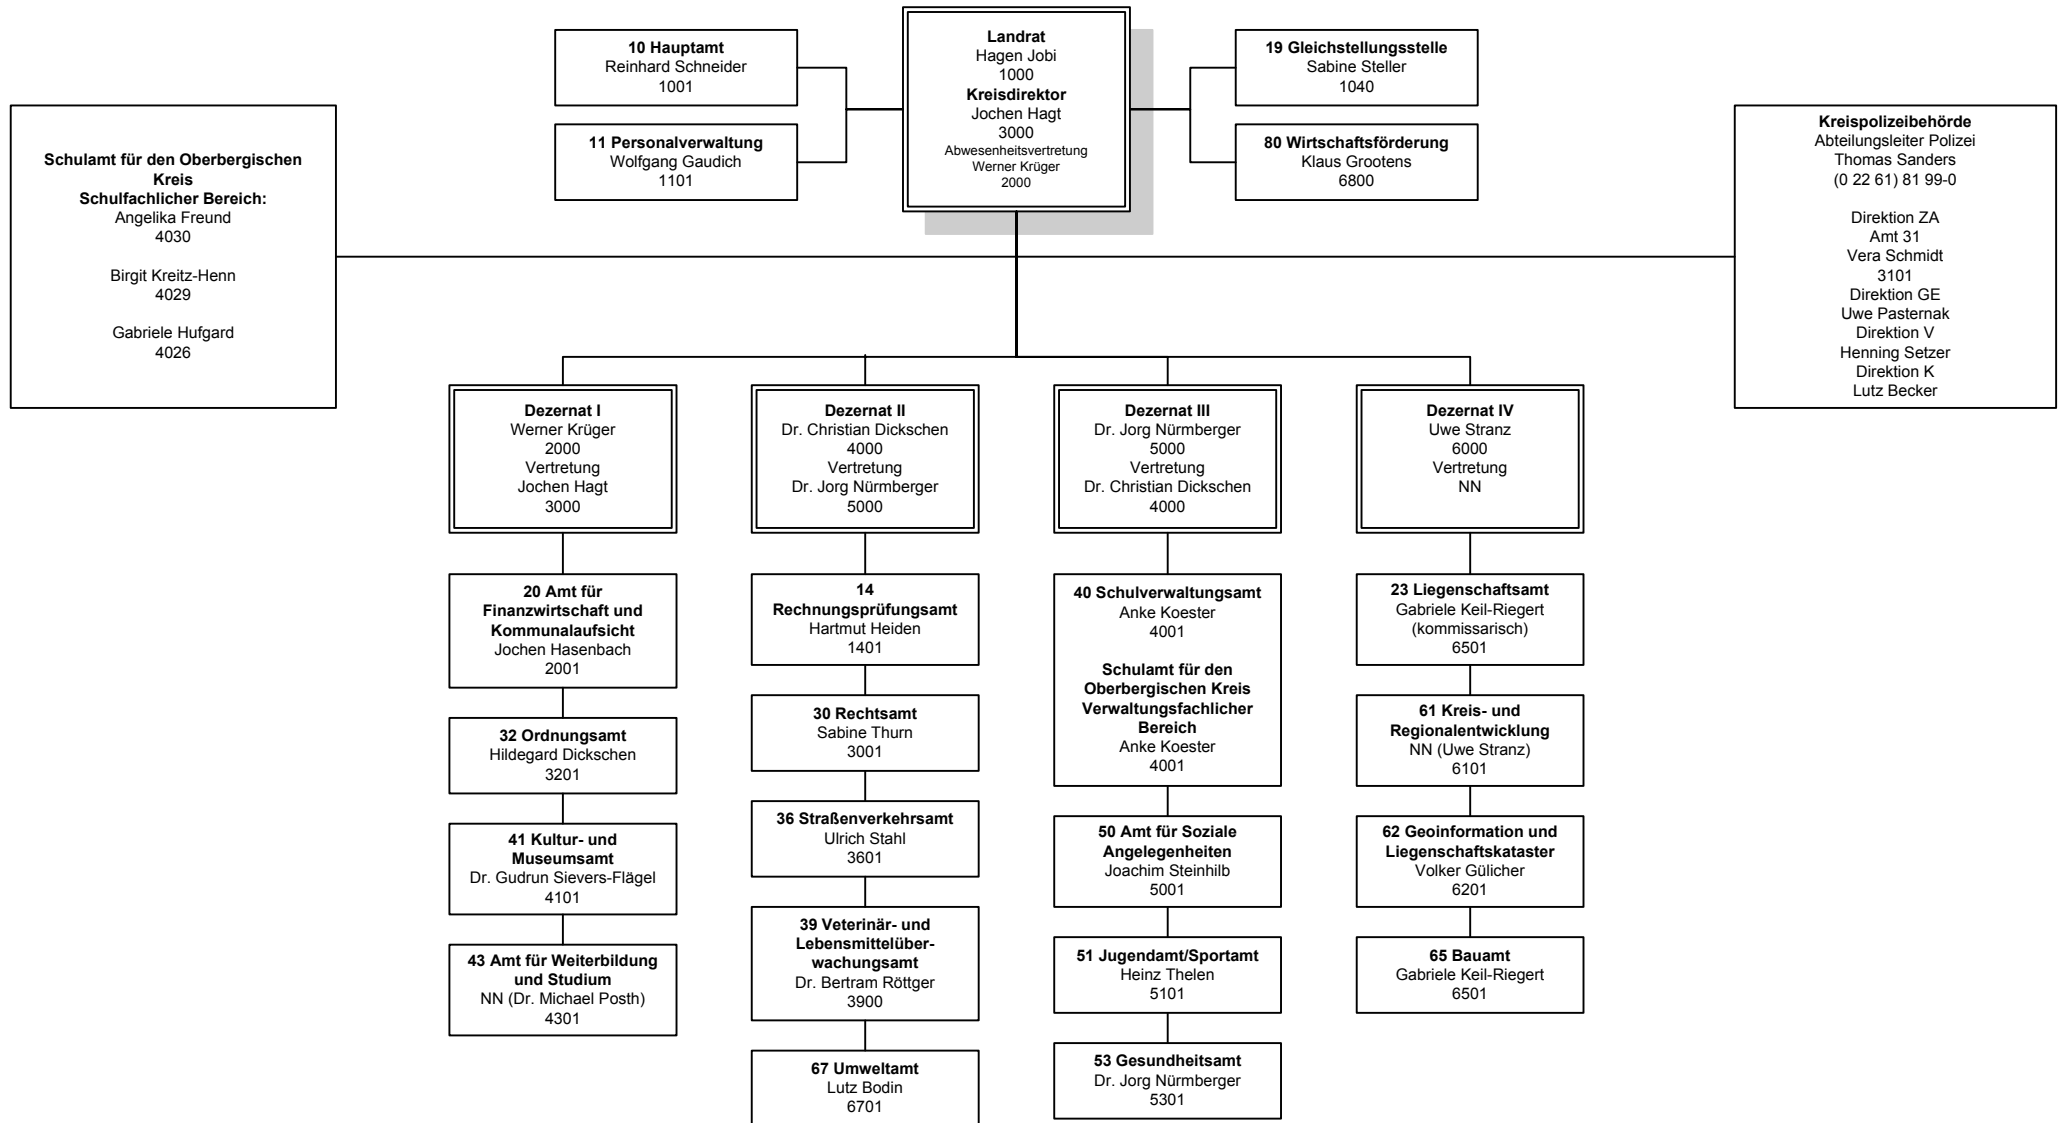 10 Hauptamt
Reinhard Schneider
1001
11 Personalverwaltung
Wolfgang Gaudich
1101
Landrat
Hagen Jobi
1000
Kreisdirektor
Jochen Hagt
3000
Abwesenheitsvertretung
Werner Krüger
2000
19 Gleichstellungsstelle
Sabine Steller
1040
80 Wirtschaftsförderung
Klaus Grootens
6800
Schulamt für den Oberbergischen
Kreis
Schulfachlicher Bereich:
Angelika Freund
4030
Birgit Kreitz-Henn
4029
Gabriele Hufgard
4026
Kreispolizeibehörde
Abteilungsleiter Polizei
Thomas Sanders
(0 22 61) 81 99-0
Direktion ZA
Amt 31
Vera Schmidt
3101
Direktion GE
Uwe Pasternak
Direktion V
Henning Setzer
Direktion K
Lutz Becker
Dezernat I
Werner Krüger
2000
Vertretung
Jochen Hagt
3000
20 Amt für
Finanzwirtschaft und
Kommunalaufsicht
Jochen Hasenbach
2001
32 Ordnungsamt
Hildegard Dickschen
3201
41 Kultur- und
Museumsamt
Dr. Gudrun Sievers-Flägel
4101
43 Amt für Weiterbildung
und Studium
NN (Dr. Michael Posth)
4301
Dezernat II
Dr. Christian Dickschen
4000
Vertretung
Dr. Jorg Nürmberger
5000
14
Rechnungsprüfungsamt
Hartmut Heiden
1401
30 Rechtsamt
Sabine Thurn
3001
36 Straßenverkehrsamt
Ulrich Stahl
3601
39 Veterinär- und
Lebensmittelüber-
wachungsamt
Dr. Bertram Röttger
3900
67 Umweltamt
Lutz Bodin
6701
Dezernat III
Dr. Jorg Nürmberger
5000
Vertretung
Dr. Christian Dickschen
4000
40 Schulverwaltungsamt
Anke Koester
4001
Schulamt für den
Oberbergischen Kreis
Verwaltungsfachlicher
Bereich
Anke Koester
4001
50 Amt für Soziale
Angelegenheiten
Joachim Steinhilb
5001
51 Jugendamt/Sportamt
Heinz Thelen
5101
53 Gesundheitsamt
Dr. Jorg Nürmberger
5301
Dezernat IV
Uwe Stranz
6000
Vertretung
NN
23 Liegenschaftsamt
Gabriele Keil-Riegert
(kommissarisch)
6501
61 Kreis- und
Regionalentwicklung
NN (Uwe Stranz)
6101
62 Geoinformation und
Liegenschaftskataster
Volker Gülicher
6201
65 Bauamt
Gabriele Keil-Riegert
6501